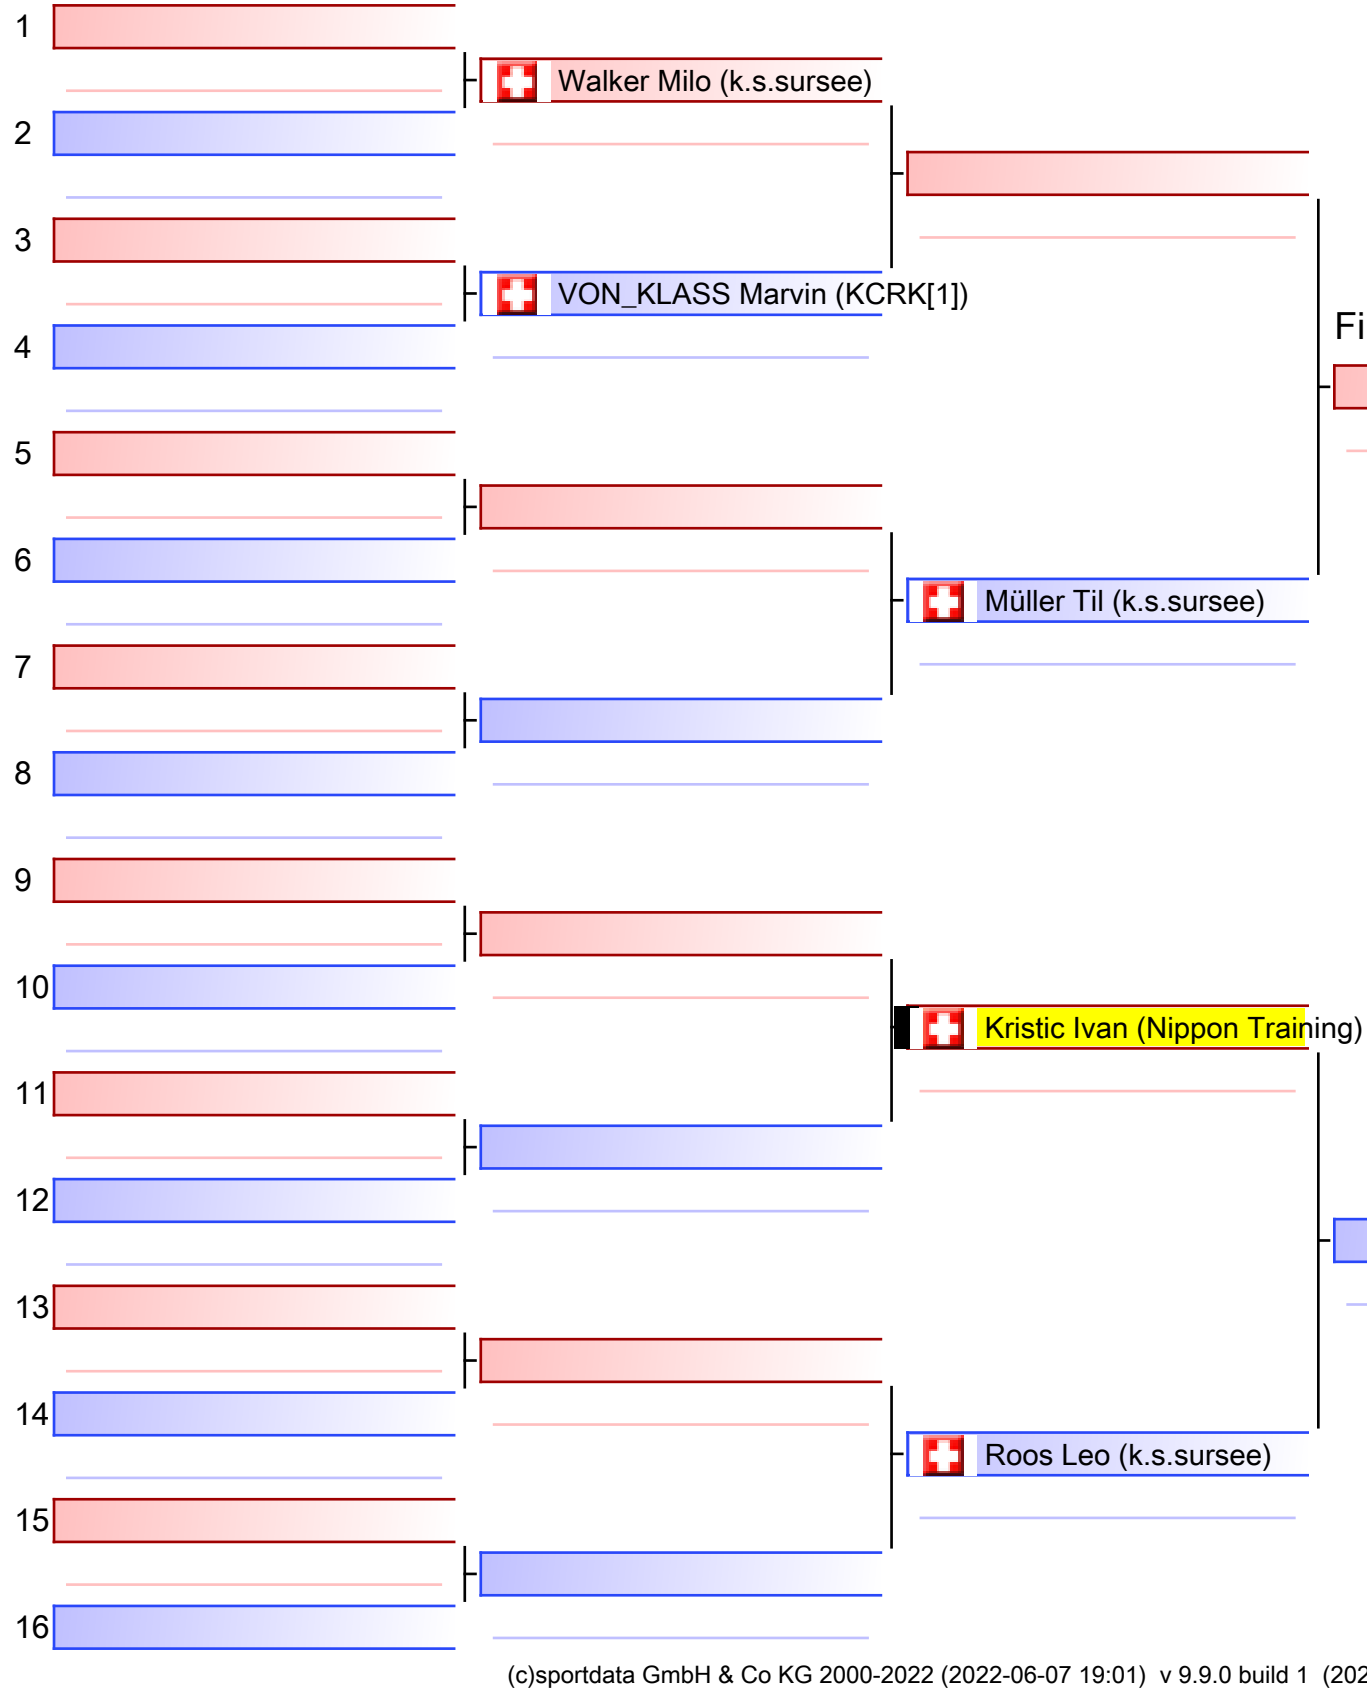 1
Walker Milo (k.s.sursee)
2
3
VON_KLASS Marvin (KCRK[1])
4
Fi
5
6
Müller Til (k.s.sursee)
7
8
9
10
Kristic Ivan (Nippon Training)
11
12
13
14
Roos Leo (k.s.sursee)
15
16
(c)sportdata GmbH & Co KG 2000-2022 (2022-06-07 19:01) v 9.9.0 build 1 (202